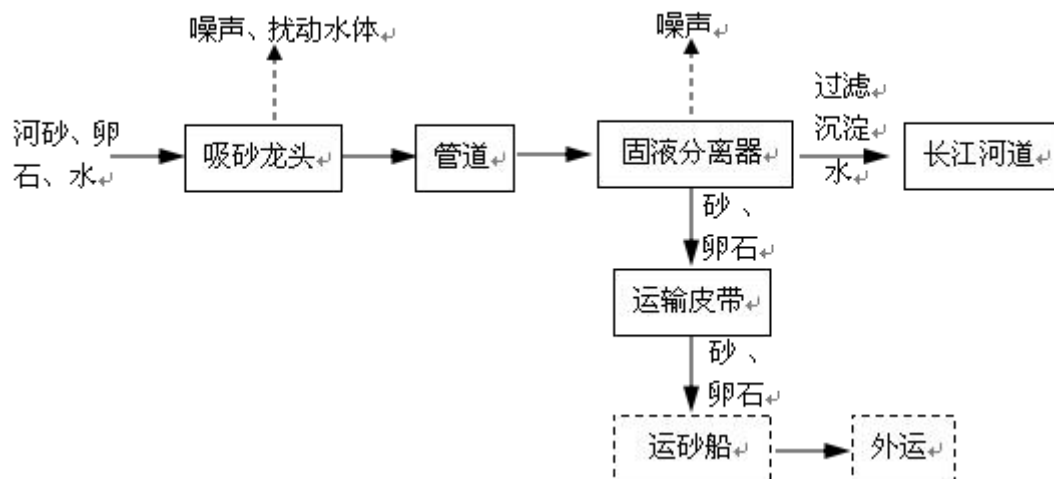 噪声、扰动水体
噪声
过滤
沉淀
水
河砂、卵
石、水
吸砂龙头
管道
固液分离器
长江河道
砂、
卵石
运输皮带
砂、
卵石
运砂船
外运